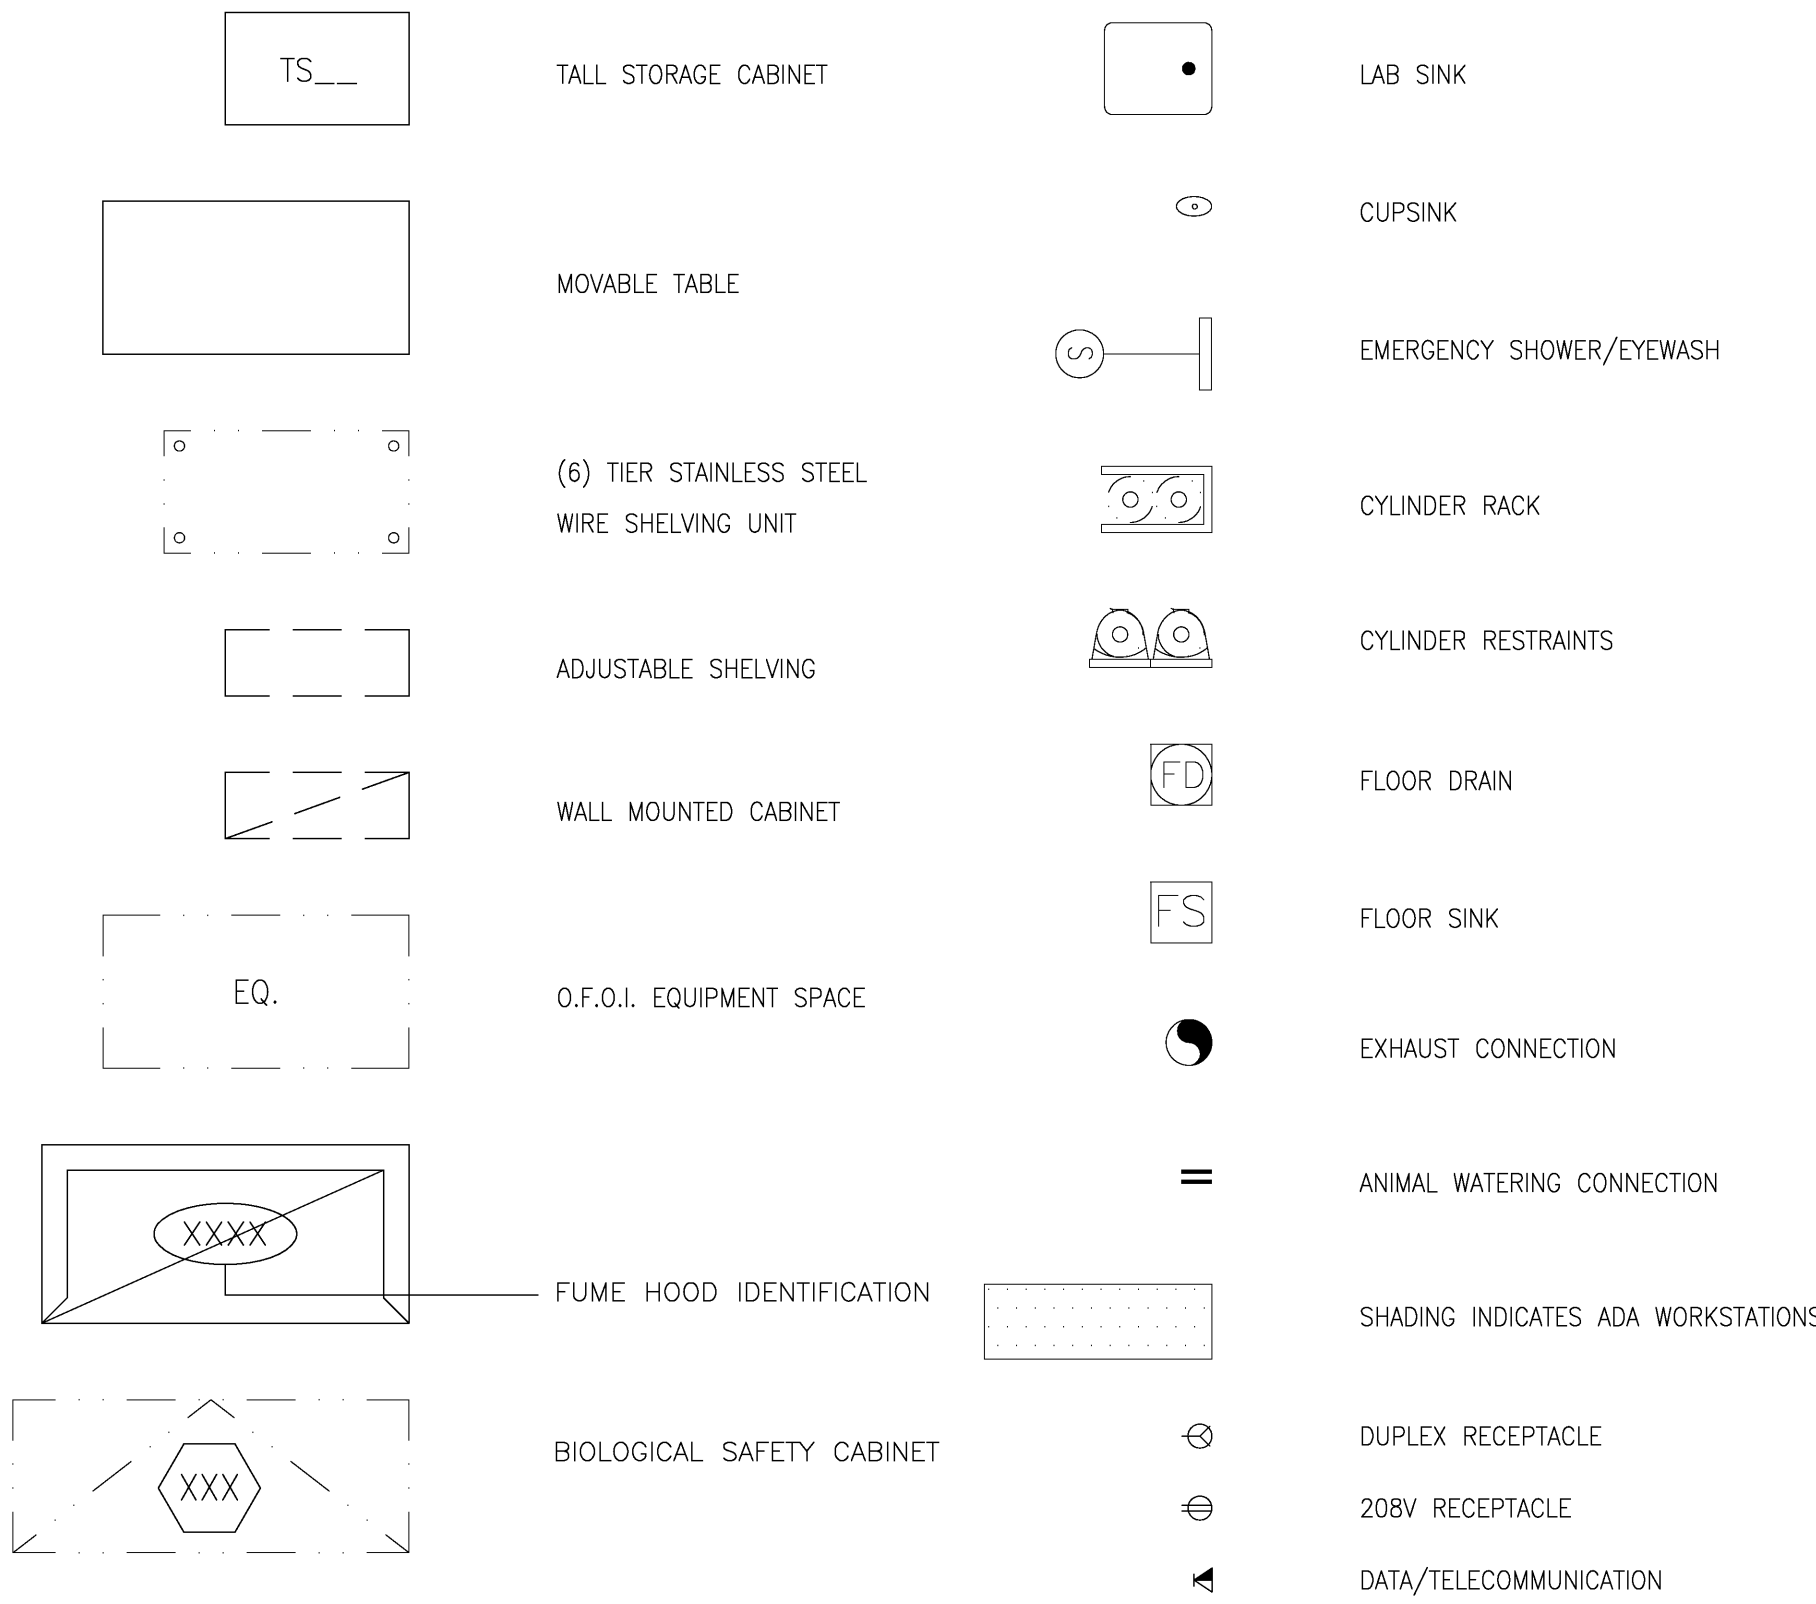 TS__
TALL STORAGE CABINET
MOVABLE TABLE
(6) TIER STAINLESS STEEL
WIRE SHELVING UNIT
ADJUSTABLE SHELVING
WALL MOUNTED CABINET
EQ.
O.F.O.I. EQUIPMENT SPACE
XXXX
FUME HOOD IDENTIFICATION
XXX
BIOLOGICAL SAFETY CABINET
LAB SINK
CUPSINK
S
EMERGENCY SHOWER/EYEWASH
CYLINDER RACK
CYLINDER RESTRAINTS
FD
FLOOR DRAIN
FS
FLOOR SINK
EXHAUST CONNECTION
ANIMAL WATERING CONNECTION
SHADING INDICATES ADA WORKSTATIONS
DUPLEX RECEPTACLE
208V RECEPTACLE
DATA/TELECOMMUNICATION